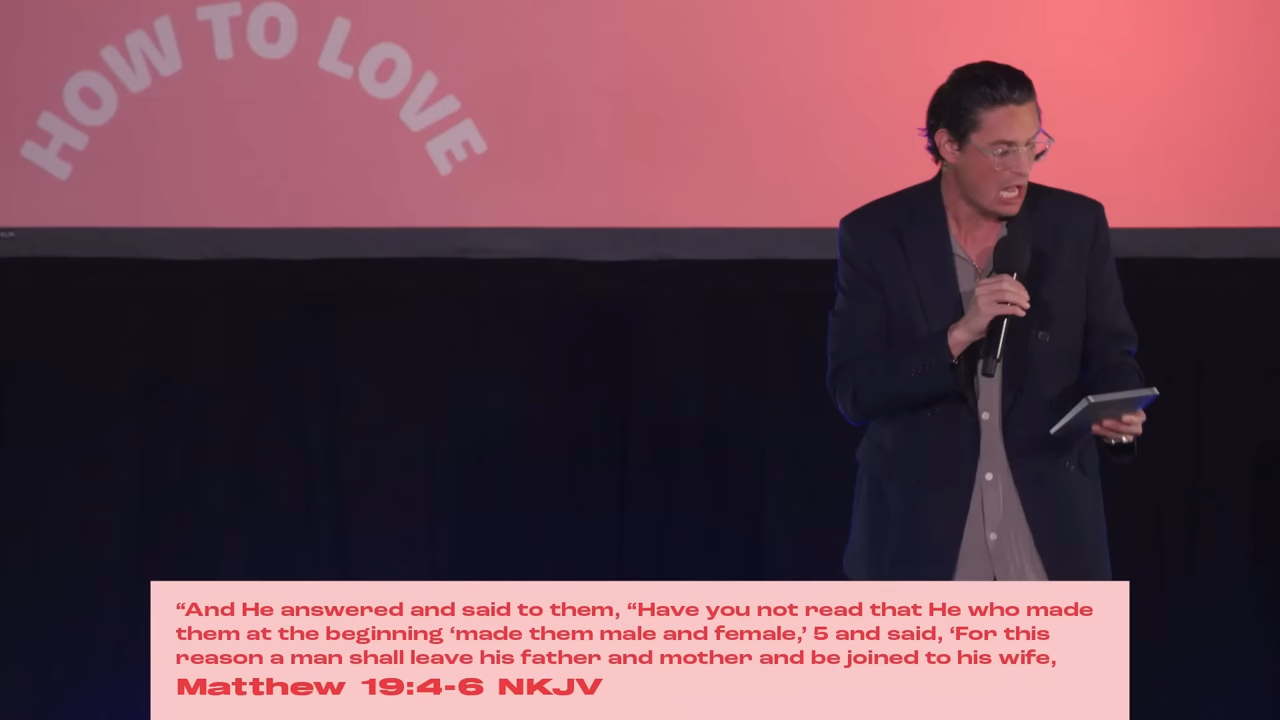 HOW TO LOVE
“And He answered and said to them, “Have you not read that He who made
them at the beginning ‘made them male and female,’ 5 and said, ‘For this
reason a man shall leave his father and mother and be joined to his wife,
Matthew 19:4-6 NKJV